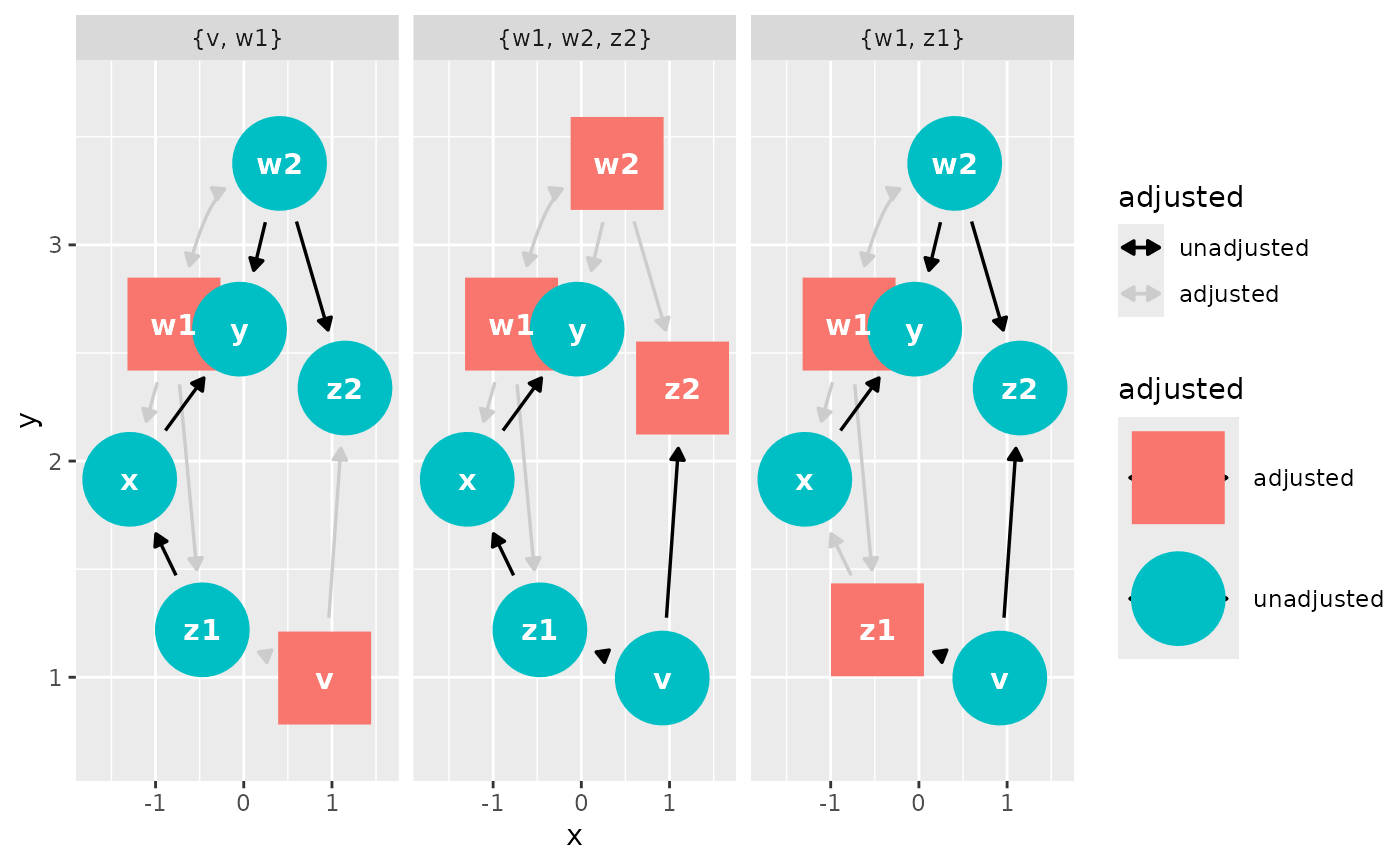 {v, w1}
w2
w1
y
z2
x
z1
v
{w1, w2, z2}
w2
w1
y
z2
x
z1
v
{w1, z1}
w2
w1
y
z2
x
z1
v
y
3
2
1
-1 0 1
-1 0 1
-1 0 1
x
adjusted
unadjusted
adjusted
adjusted
adjusted
unadjusted